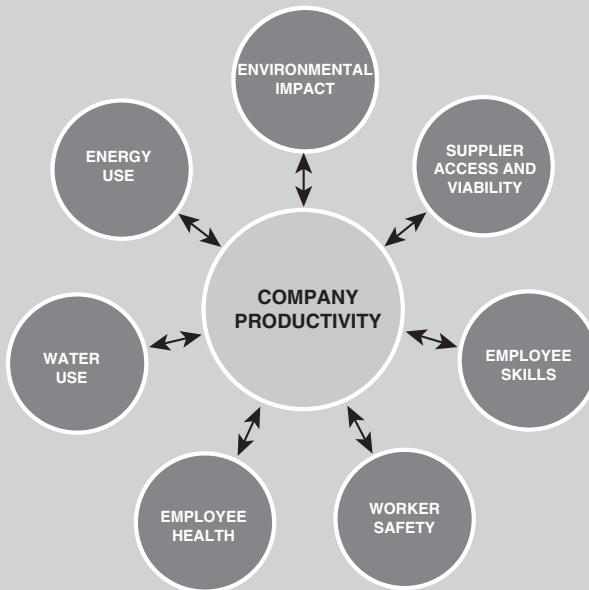 ENVIRONMENTAL
IMPACT
ENERGY
USE
SUPPLIER
ACCESS AND
VIABILITY
COMPANY
PRODUCTIVITY
WATER
USE
EMPLOYEE
SKILLS
EMPLOYEE
HEALTH
WORKER
SAFETY